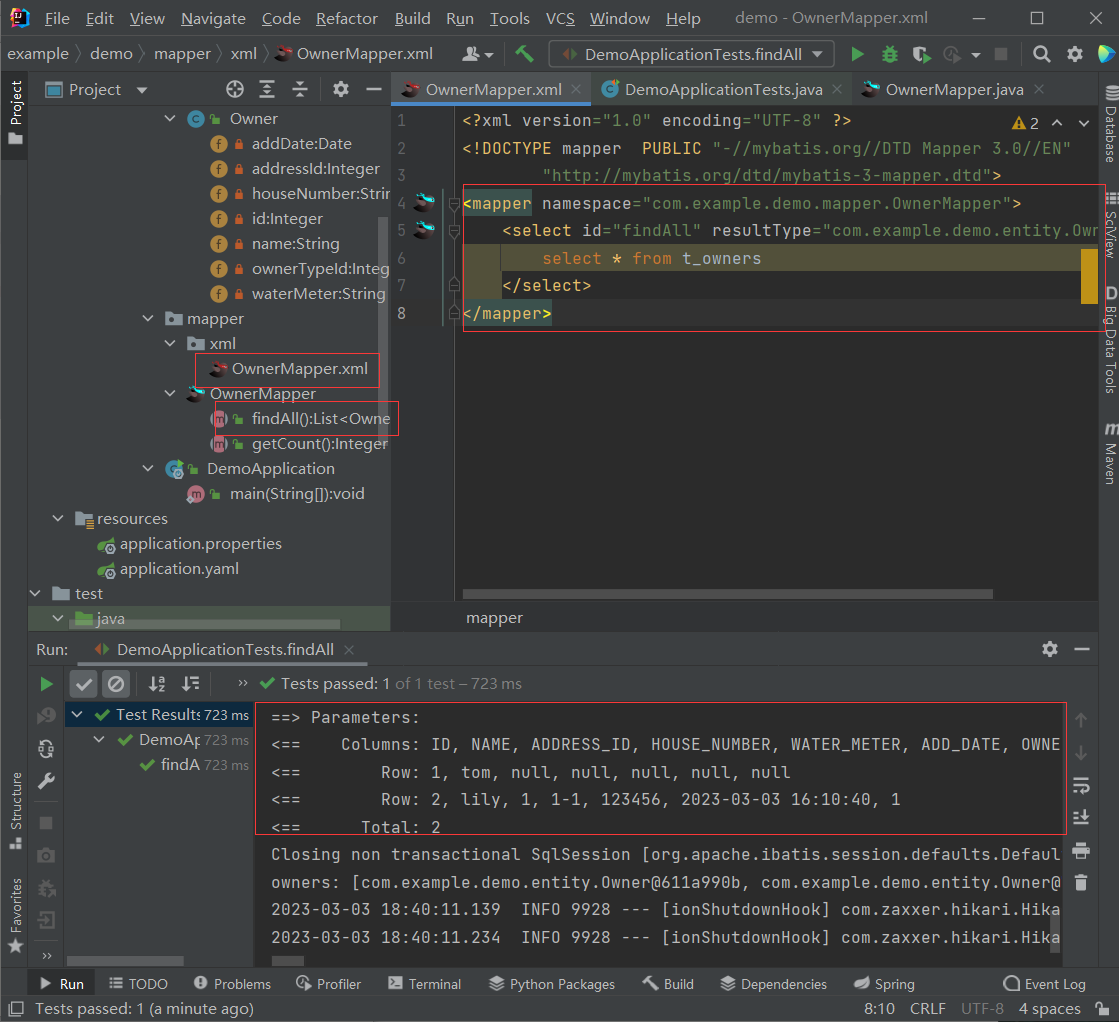 File Edit View Navigate Code Refactor Build Run Tools VCS Window Help demo - OwnerMapper.xml
example demo mapper xml OwnerMapper.xml DemoApplicationTests.findAll
Project
OwnerMapper.xml DemoApplicationTests.java OwnerMapper.java
Project
Owner
addDate:Date
addressId:Integer
houseNumber:Strin
id:Integer
name:String
ownerTypeId:Integ
waterMeter:String
mapper
xml
OwnerMapper.xml
OwnerMapper
findAll():List<Owne
getCount():Integer
DemoApplication
main(String[]):void
resources
application.properties
application.yaml
test
java
1 <?xml version="1.0" encoding="UTF-8" ?>
2
2 <!DOCTYPE mapper PUBLIC "-//mybatis.org//DTD Mapper 3.0//EN"
3 "http://mybatis.org/dtd/mybatis-3-mapper.dtd">
4 <mapper namespace="com.example.demo.mapper.OwnerMapper">
5 <select id="findAll" resultType="com.example.demo.entity.Own
6 select * from t_owners
7 </select>
8 </mapper>
mapper
Database
SciView
D Big Data Tools
m Maven
Run: DemoApplicationTests.findAll
Tests passed: 1 of 1 test – 723 ms
Test Results 723 ms
DemoAp 723 ms
findA 723 ms
==> Parameters:
<== Columns: ID, NAME, ADDRESS_ID, HOUSE_NUMBER, WATER_METER, ADD_DATE, OWNE
<== Row: 1, tom, null, null, null, null, null
<== Row: 2, lily, 1, 1-1, 123456, 2023-03-03 16:10:40, 1
<== Total: 2
Closing non transactional SqlSession [org.apache.ibatis.session.defaults.Defaul
owners: [com.example.demo.entity.Owner@611a990b, com.example.demo.entity.Owner@
2023-03-03 18:40:11.139 INFO 9928 --- [ionShutdownHook] com.zaxxer.hikari.Hika
2023-03-03 18:40:11.234 INFO 9928 --- [ionShutdownHook] com.zaxxer.hikari.Hika
Structure
Favorites
Run TODO Problems Profiler Terminal Python Packages Build Dependencies Spring Event Log
Tests passed: 1 (a minute ago) 8:10 CRLF UTF-8 4 spaces